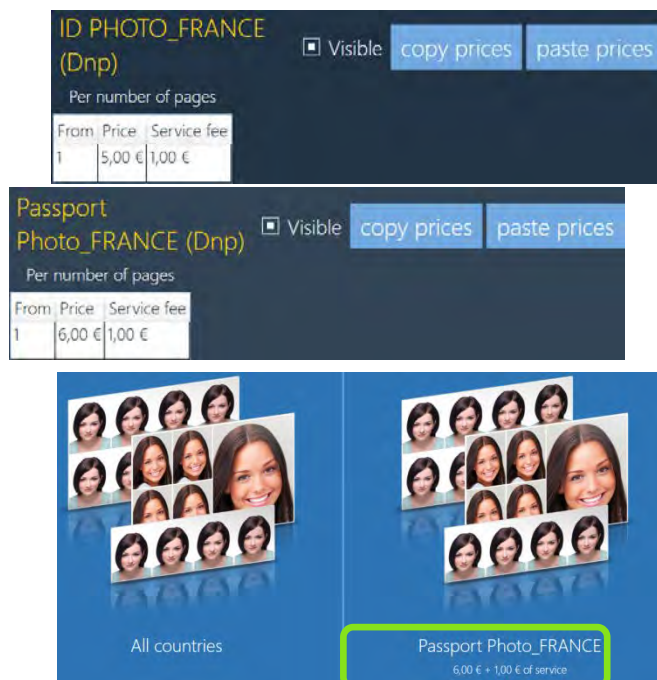 ID PHOTO_FRANCE
(Dnp)
Visible copy prices paste prices
Per number of pages
From Price Service fee
1 5,00 € 1,00 €
Passport
Photo_FRANCE (Dnp)
Visible copy prices paste prices
Per number of pages
From Price Service fee
1 6,00 € 1,00 €
All countries
Passport Photo_FRANCE
6,00 € + 1,00 € of service